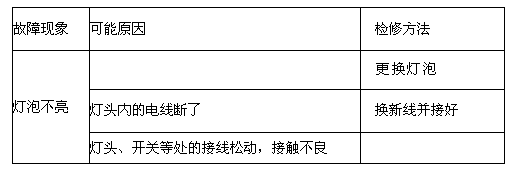 故障现象 可能原因 检修方法
更换灯泡
灯泡不亮 灯头内的电线断了 换新线并接好
灯头、开关等处的接线松动，接触不良